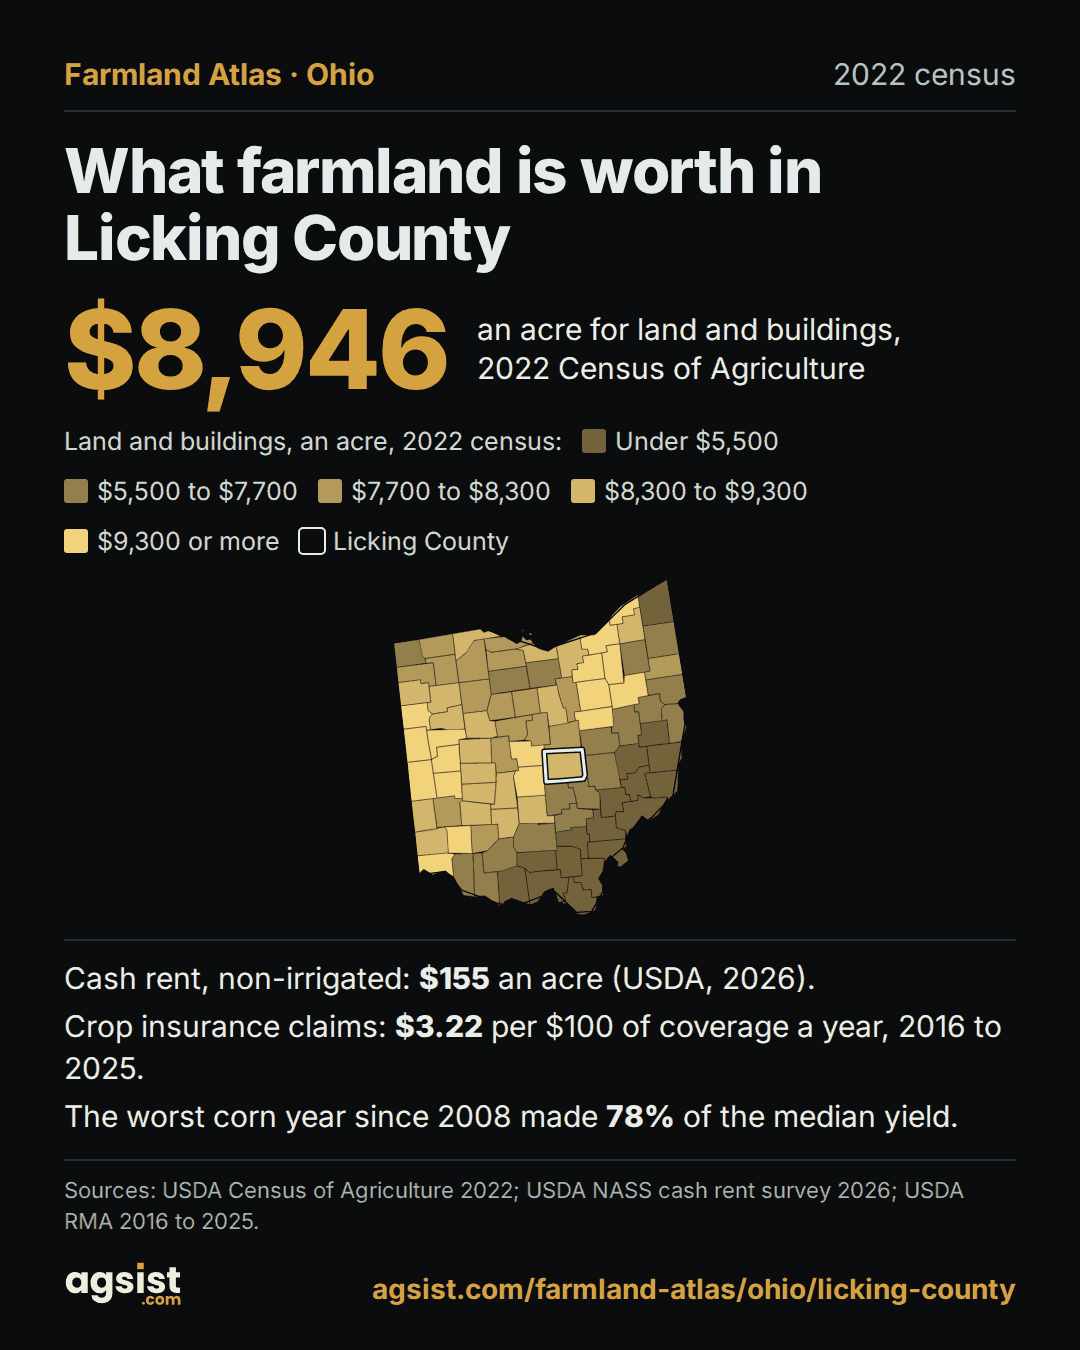 Farmland Atlas · Ohio
2022 census
What farmland is worth in
Licking County
$8,946
an acre for land and buildings,
2022 Census of Agriculture
Land and buildings, an acre, 2022 census: Under $5,500
$5,500 to $7,700 $7,700 to $8,300 $8,300 to $9,300
$9,300 or more Licking County
Cash rent, non-irrigated: $155 an acre (USDA, 2026).
Crop insurance claims: $3.22 per $100 of coverage a year, 2016 to
2025.
The worst corn year since 2008 made 78% of the median yield.
Sources: USDA Census of Agriculture 2022; USDA NASS cash rent survey 2026; USDA
RMA 2016 to 2025.
agsist
.com
agsist.com/farmland-atlas/ohio/licking-county